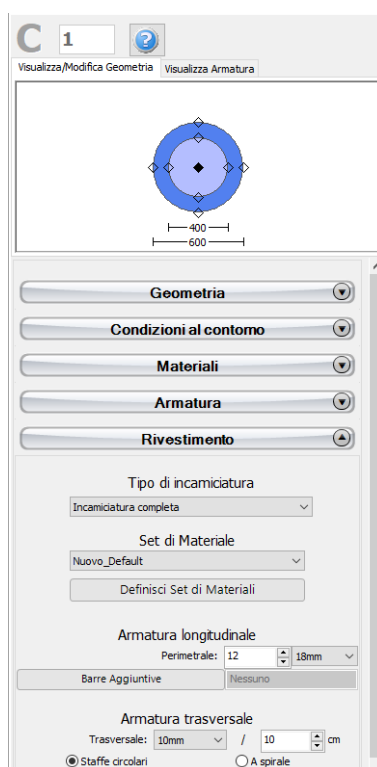 C 1
Visualizza/Modifica Geometria Visualizza Armatura
400
600
Geometria
Condizioni al contorno
Materiali
Armatura
Rivestimento
Tipo di incamiciatura
Incamiciatura completa
Set di Materiale
Nuovo_Default
Definisci Set di Materiali
Armatura longitudinale
Perimetrale: 12 18mm
Barre Aggiuntive Nessuno
Armatura trasversale
Trasversale: 10mm / 10 cm
Staffe circolari A spirale